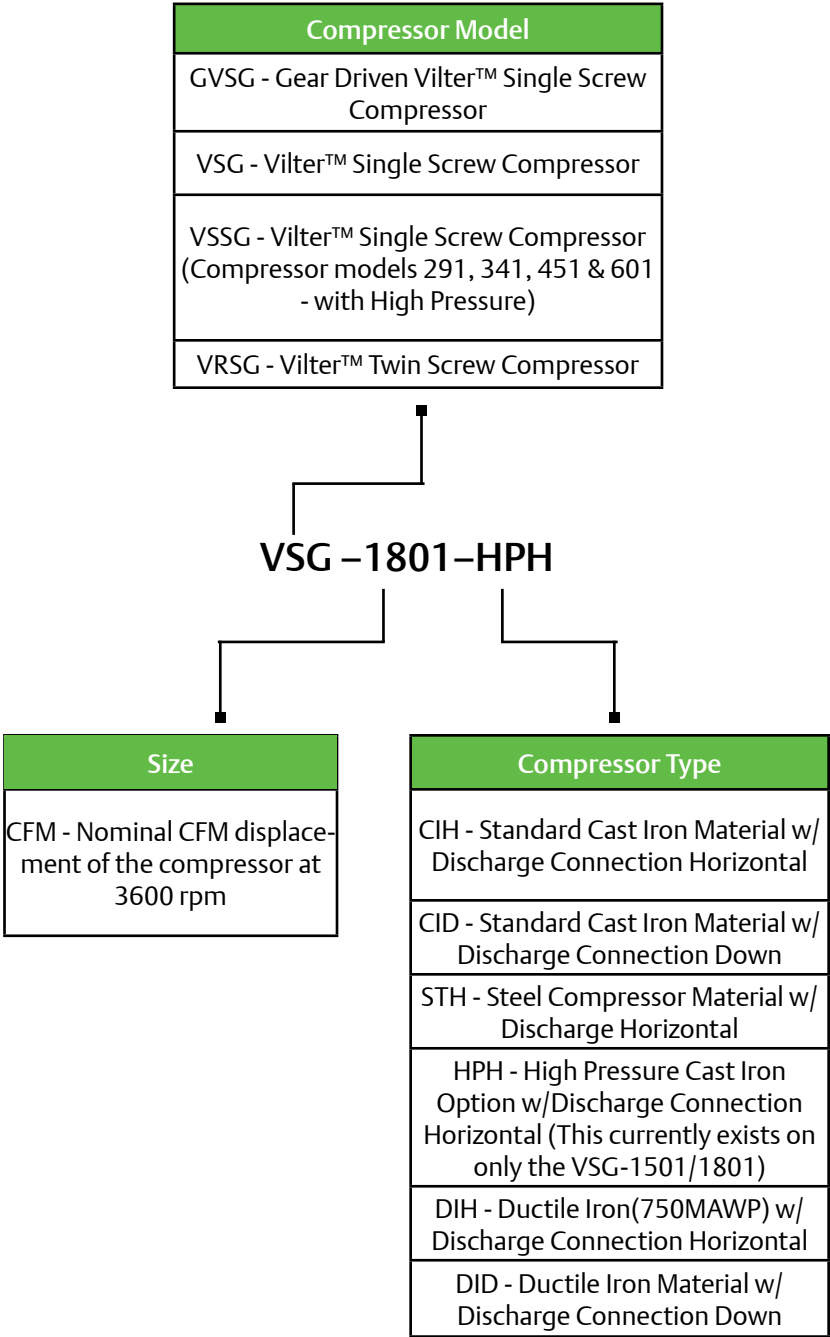 Compressor Model
GVSG - Gear Driven Vilter™ Single Screw
Compressor
VSG - Vilter™ Single Screw Compressor
VSSG - Vilter™ Single Screw Compressor
(Compressor models 291, 341, 451 & 601
- with High Pressure)
VRSG - Vilter™ Twin Screw Compressor
VSG –1801–HPH
Size
CFM - Nominal CFM displace-
ment of the compressor at
3600 rpm
Compressor Type
CIH - Standard Cast Iron Material w/
Discharge Connection Horizontal
CID - Standard Cast Iron Material w/
Discharge Connection Down
STH - Steel Compressor Material w/
Discharge Horizontal
HPH - High Pressure Cast Iron
Option w/Discharge Connection
Horizontal (This currently exists on
only the VSG-1501/1801)
DIH - Ductile Iron(750MAWP) w/
Discharge Connection Horizontal
DID - Ductile Iron Material w/
Discharge Connection Down